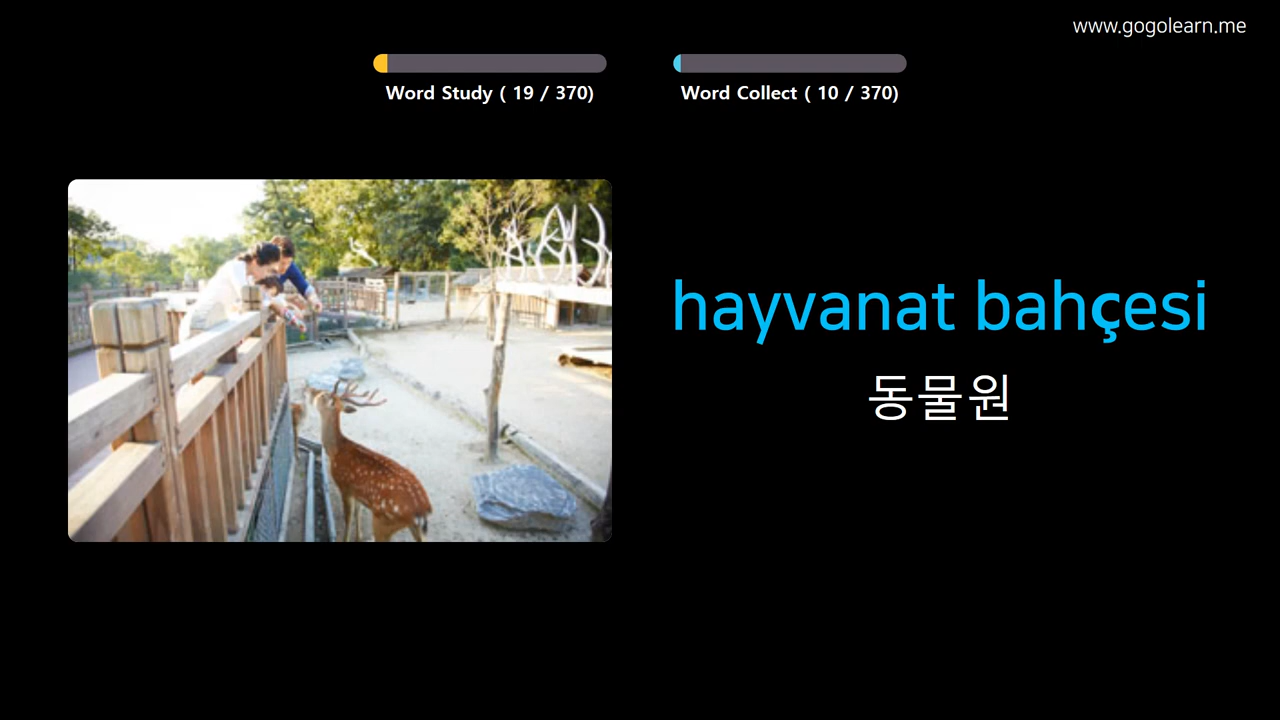 www.gogolearn.me
Word Study ( 19 / 370)
Word Collect ( 10 / 370)
hayvanat bahçesi
동물원